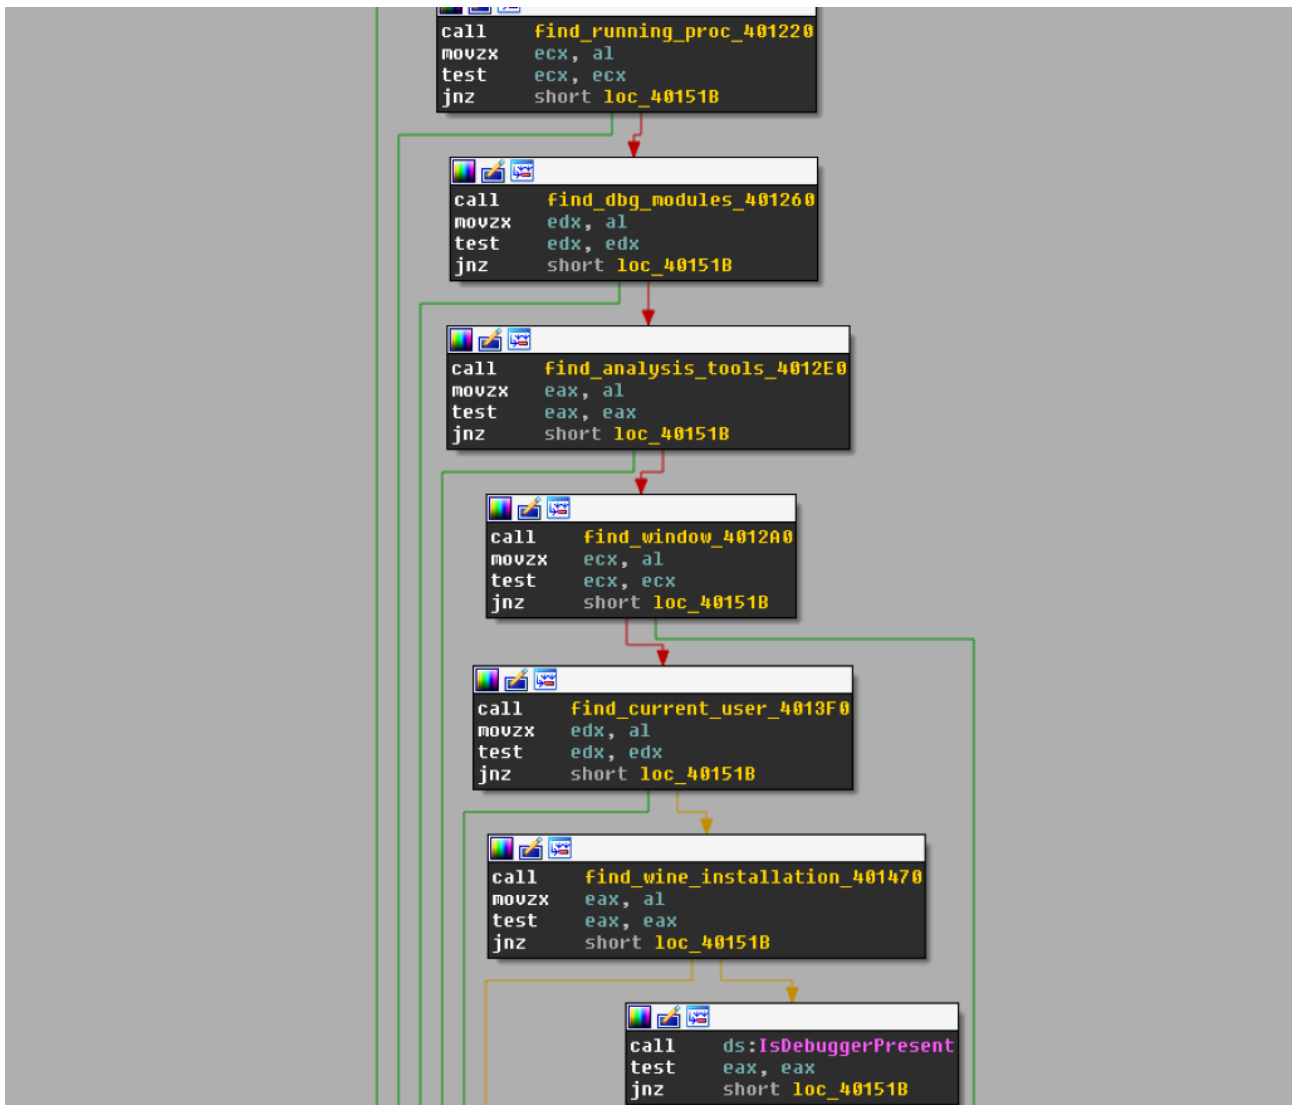 call find_running_proc_401220
movzx ecx, al
test ecx, ecx
jnz short loc_40151B
call find_dbg_modules_401260
movzx edx, al
test edx, edx
jnz short loc_40151B
call find_analysis_tools_4012E0
movzx eax, al
test eax, eax
jnz short loc_40151B
call find_window_4012A0
movzx ecx, al
test ecx, ecx
jnz short loc_40151B
call find_current_user_4013F0
movzx edx, al
test edx, edx
jnz short loc_40151B
call find_wine_installation_401470
movzx eax, al
test eax, eax
jnz short loc_40151B
call ds:IsDebuggerPresent
test eax, eax
jnz short loc_40151B